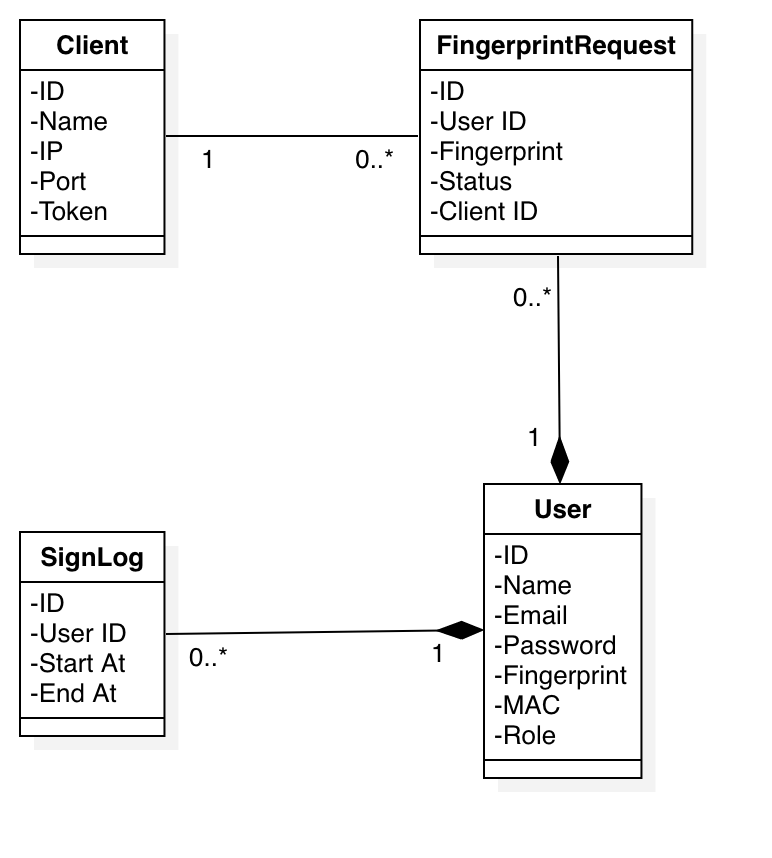 Client
-ID
-Name
-IP
-Port
-Token
1
0..*
FingerprintRequest
-ID
-User ID
-Fingerprint
-Status
-Client ID
0..*
1
SignLog
-ID
-User ID
-Start At
-End At
0..*
1
User
-ID
-Name
-Email
-Password
-Fingerprint
-MAC
-Role